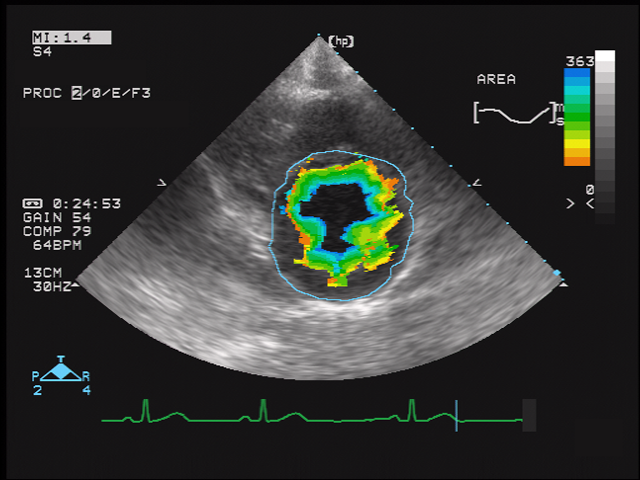 MI:1.4
S4
[hp]
363
AREA
PROC 2/0/E/F3
m
s
0
0:24:53
GAIN 54
COMP 79
64BPM
13CM
30HZ
T
P R
2 4